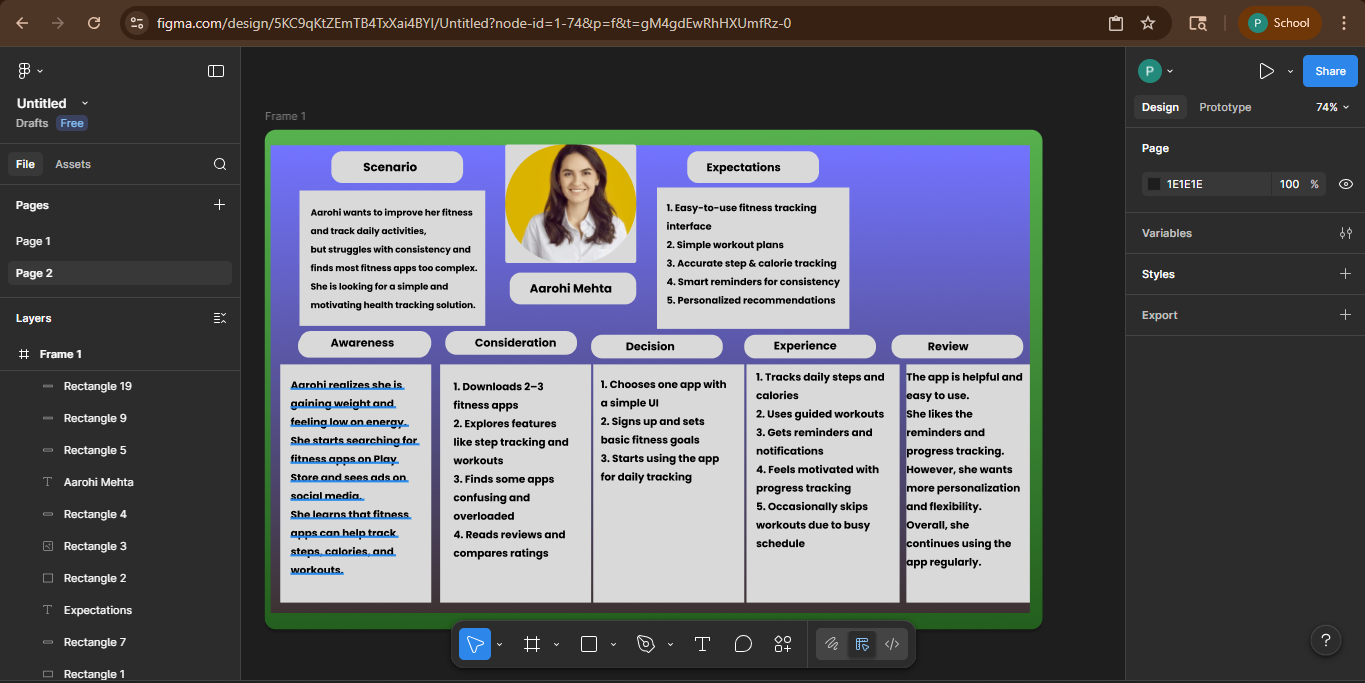 figma.com/design/5KC9qKtZEmTB4TxXai4BYI/Untitled?node-id=1-74&p=f&t=gM4gdEwRhHXUmfRz-0
P
School
Untitled
Drafts
Free
File
Assets
Pages
Page 1
Page 2
Layers
Frame 1
Rectangle 19
Rectangle 9
Rectangle 5
Aarohi Mehta
Rectangle 4
Rectangle 3
Rectangle 2
Expectations
Rectangle 7
Rectangle 1
Frame 1
Scenario
Aarohi wants to improve her fitness
and track daily activities,
but struggles with consistency and
finds most fitness apps too complex.
She is looking for a simple and
motivating health tracking solution.
Aarohi Mehta
Expectations
1. Easy-to-use fitness tracking
interface
2. Simple workout plans
3. Accurate step & calorie tracking
4. Smart reminders for consistency
5. Personalized recommendations
Awareness
Aarohi realizes she is
gaining weight and
feeling low on energy.
She starts searching for
fitness apps on Play
Store and sees ads on
social media.
She learns that fitness
apps can help track
steps, calories, and
workouts.
Consideration
1. Downloads 2–3
fitness apps
2. Explores features
like step tracking and
workouts
3. Finds some apps
confusing and
overloaded
4. Reads reviews and
compares ratings
Decision
1. Chooses one app with
a simple UI
2. Signs up and sets
basic fitness goals
3. Starts using the app
for daily tracking
Experience
1. Tracks daily steps and
calories
2. Uses guided workouts
3. Gets reminders and
notifications
4. Feels motivated with
progress tracking
5. Occasionally skips
workouts due to busy
schedule
Review
The app is helpful and
easy to use.
She likes the
reminders and
progress tracking.
However, she wants
more personalization
and flexibility.
Overall, she
continues using the
app regularly.
P
Share
Design
Prototype
74%
Page
1E1E1E
100
%
Variables
Styles
Export
?